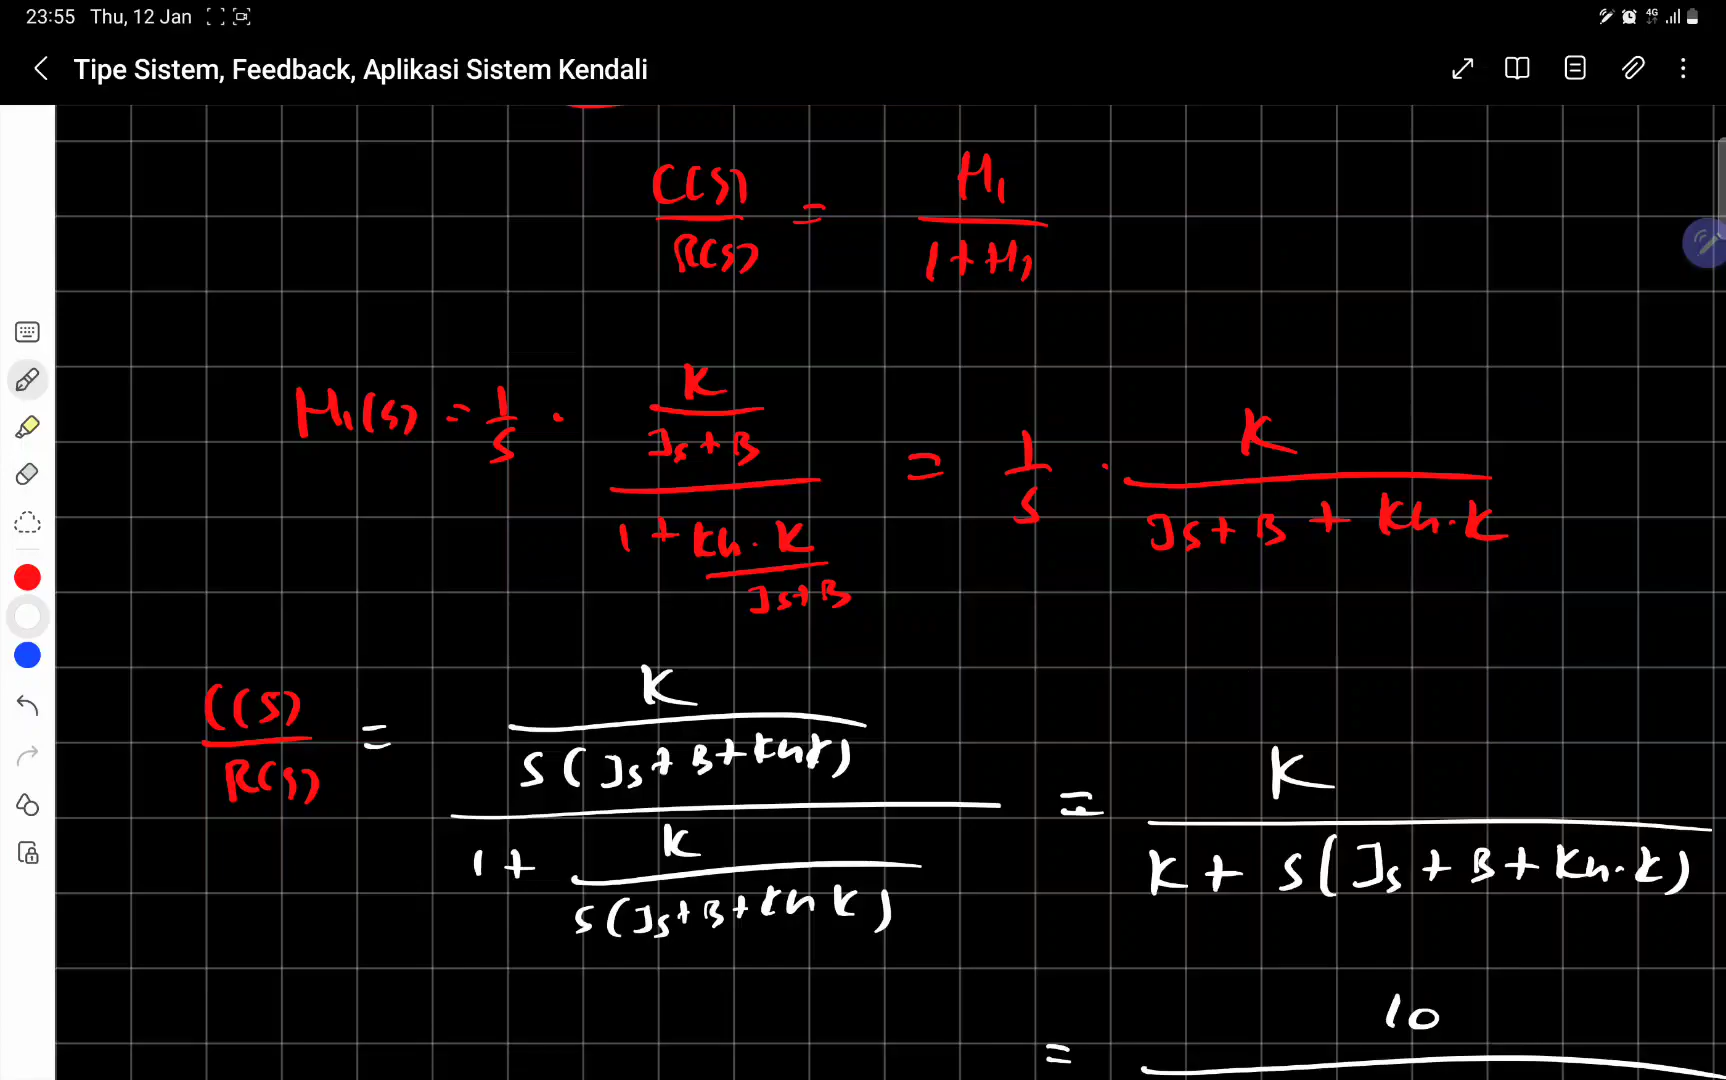 23:55 Thu, 12 Jan 4G
Tipe Sistem, Feedback, Aplikasi Sistem Kendali
C(s)/R(s) = H₁/(1 + H₁)
H₁(s) = 1/s · (K/(Js + B))/(1 + Kh · K/(Js + B)) = 1/s · K/(Js + B + Kh · K)
C(s)/R(s) = (K/(s(Js + B + KhK)))/(1 + K/(s(Js + B + KhK))) = K/(K + s(Js + B + Kh · K))
= 10